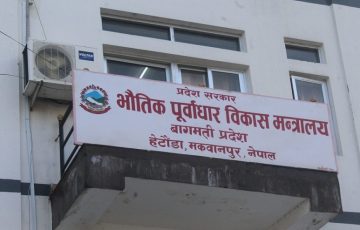 प्रदेश सरकार
भौतिक पूर्वाधार विकास मन्त्रालय
बागमती प्रदेश
हेटौंडा, मकवानपुर, नेपाल